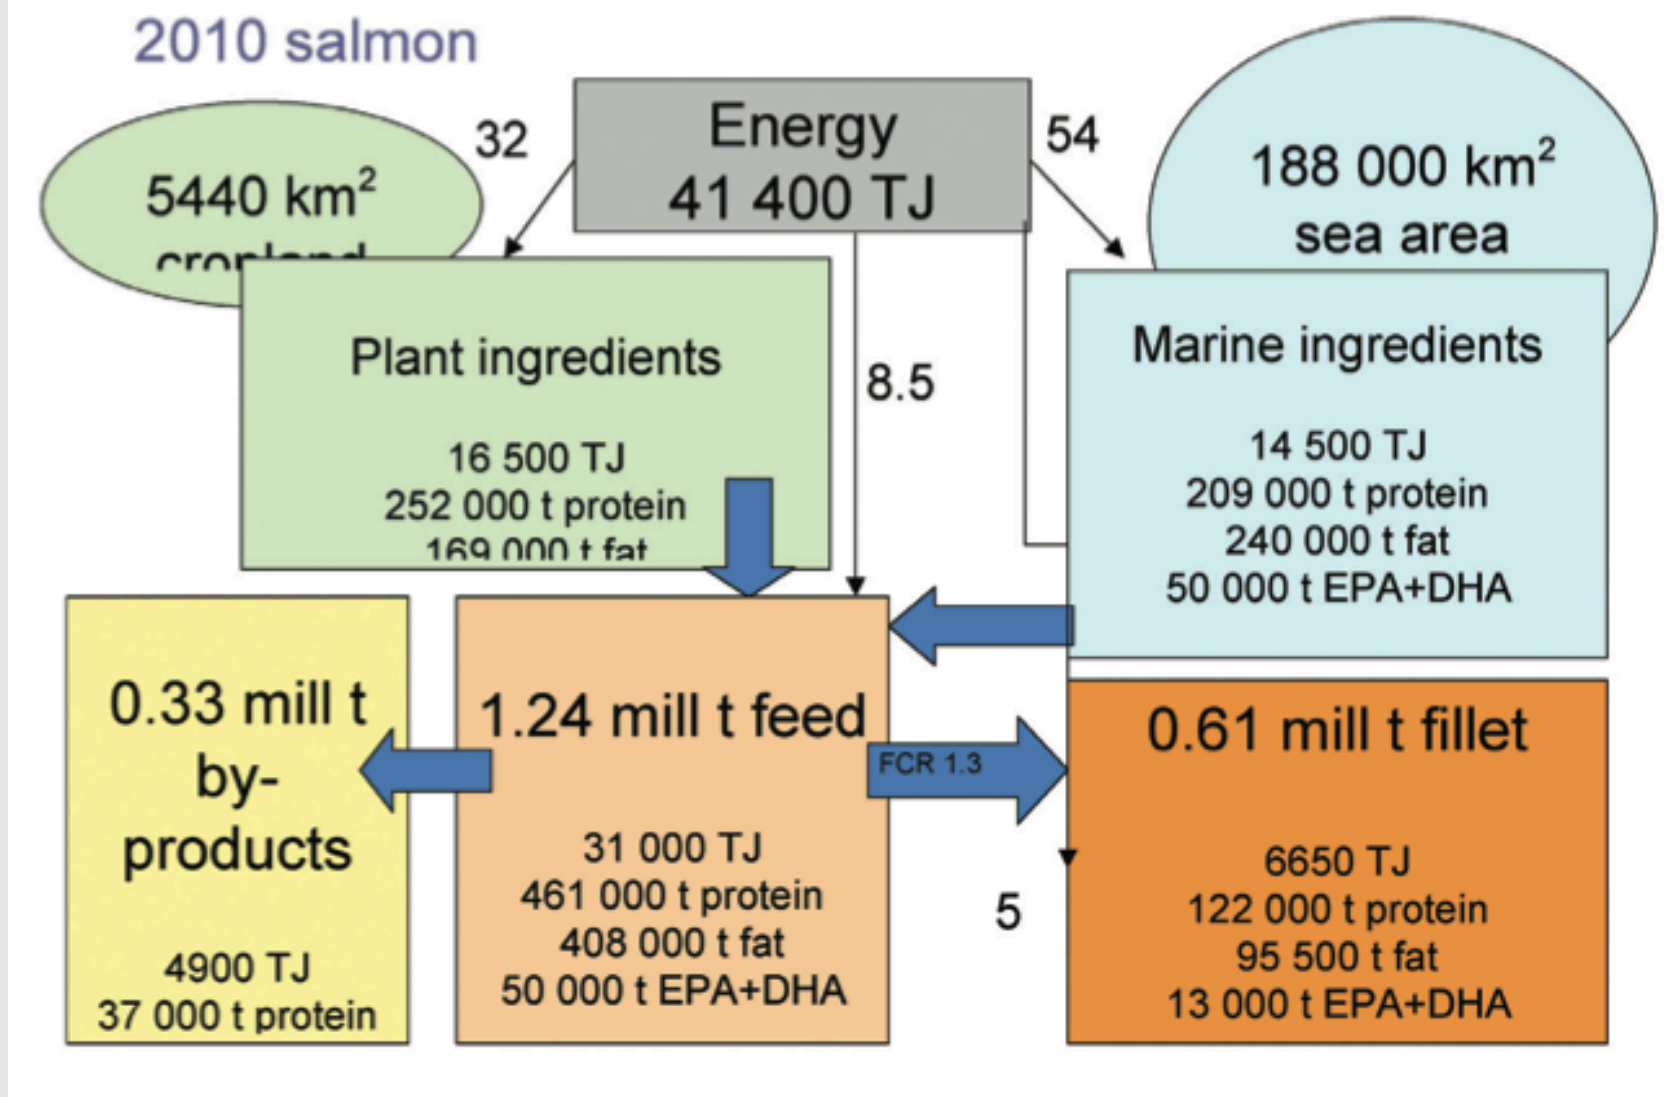 2010 salmon
32
Energy
41 400 TJ
54
5440 km²
cropland
188 000 km²
sea area
Plant ingredients
16 500 TJ
252 000 t protein
169 000 t fat
8.5
Marine ingredients
14 500 TJ
209 000 t protein
240 000 t fat
50 000 t EPA+DHA
0.33 mill t
by-
products
4900 TJ
37 000 t protein
1.24 mill t feed
31 000 TJ
461 000 t protein
408 000 t fat
50 000 t EPA+DHA
FCR 1.3
5
0.61 mill t fillet
6650 TJ
122 000 t protein
95 500 t fat
13 000 t EPA+DHA